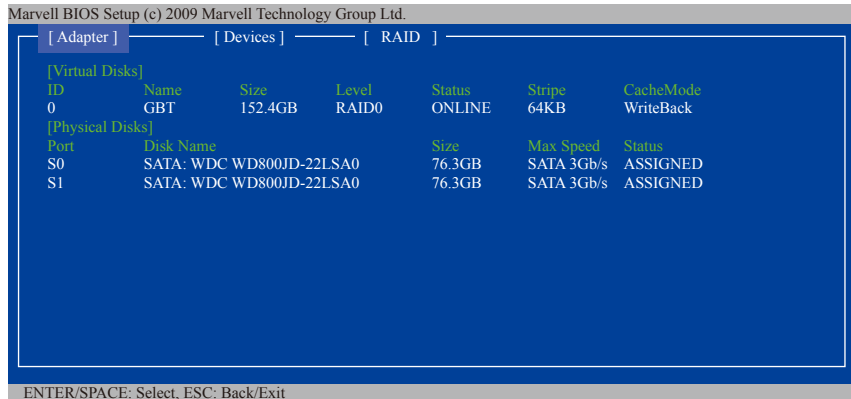 Marvell BIOS Setup (c) 2009 Marvell Technology Group Ltd.
[ Adapter ] [ Devices ] [ RAID ]
[Virtual Disks]
ID Name Size Level Status Stripe CacheMode
0 GBT 152.4GB RAID0 ONLINE 64KB WriteBack
[Physical Disks]
Port Disk Name Size Max Speed Status
S0 SATA: WDC WD800JD-22LSA0 76.3GB SATA 3Gb/s ASSIGNED
S1 SATA: WDC WD800JD-22LSA0 76.3GB SATA 3Gb/s ASSIGNED
ENTER/SPACE: Select, ESC: Back/Exit